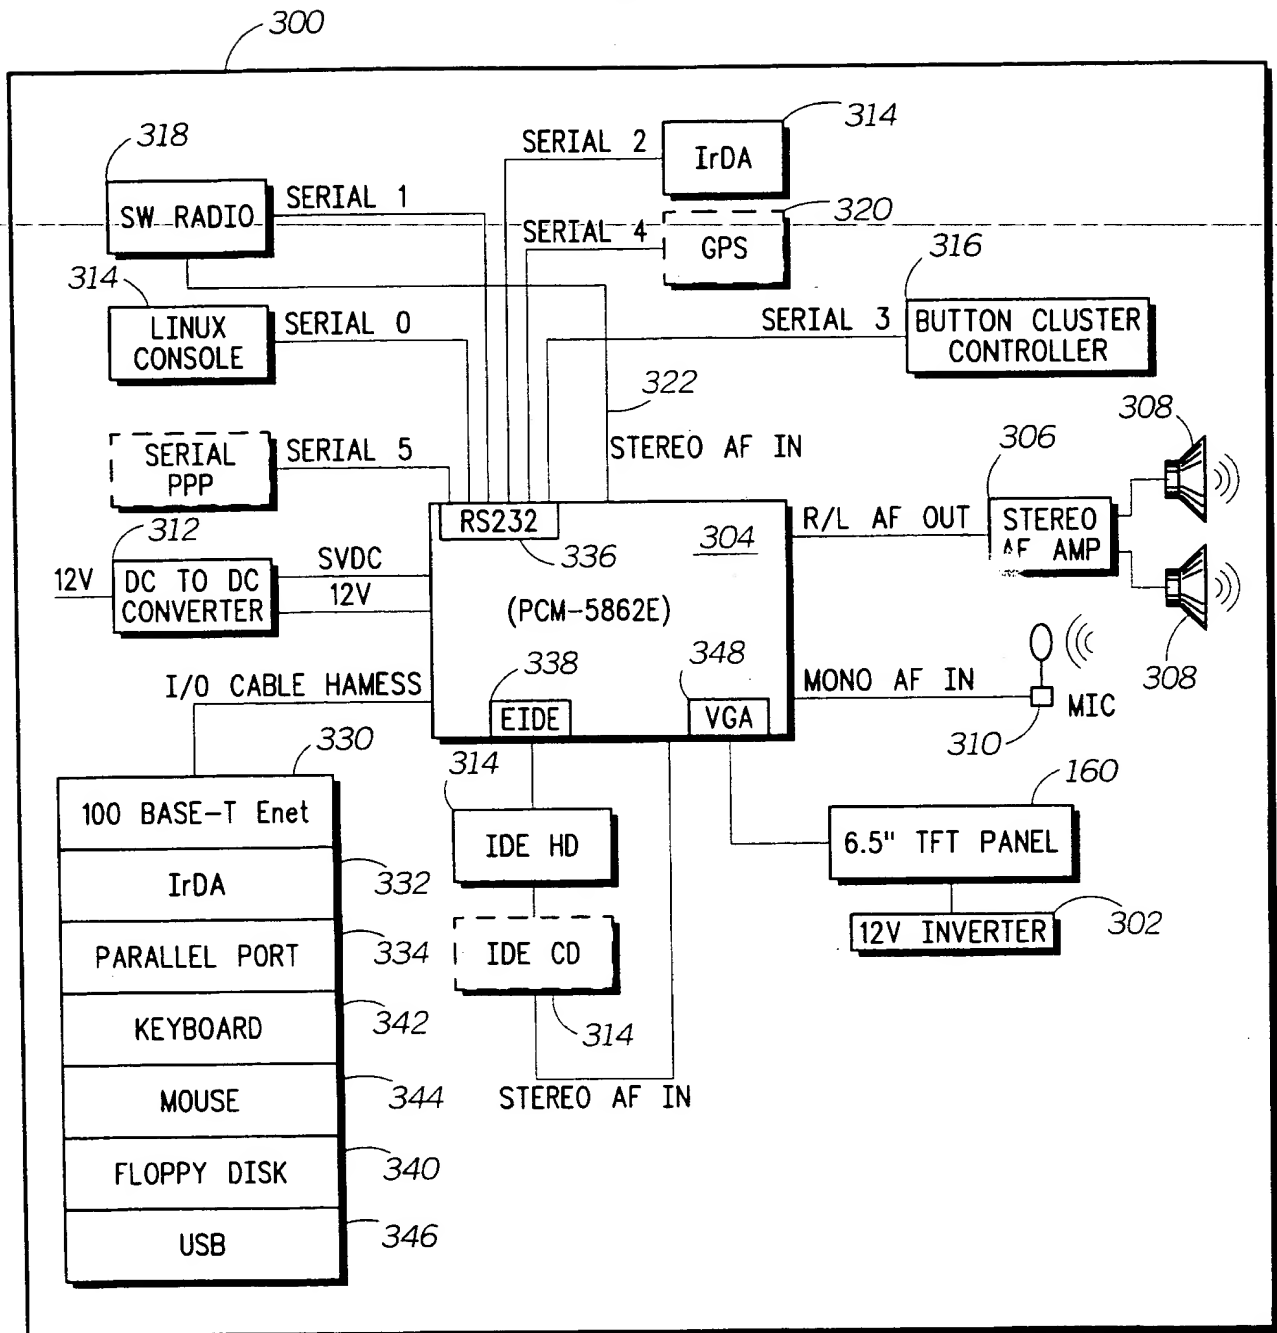 300
318
314
SERIAL 2
IrDA
SW RADIO
SERIAL 1
320
SERIAL 4
GPS
316
314
LINUX
CONSOLE
SERIAL 0
SERIAL 3
BUTTON CLUSTER
CONTROLLER
322
308
SERIAL
PPP
SERIAL 5
STEREO AF IN
306
RS232
336
304
R/L AF OUT
STEREO
AF AMP
312
12V
DC TO DC
CONVERTER
SVDC
12V
(PCM-5862E)
308
I/O CABLE HAMESS
338
EIDE
348
VGA
MONO AF IN
MIC
310
330
314
160
100 BASE-T Enet
IDE HD
6.5" TFT PANEL
IrDA
332
12V INVERTER
302
PARALLEL PORT
334
IDE CD
KEYBOARD
342
314
MOUSE
344
STEREO AF IN
FLOPPY DISK
340
USB
346